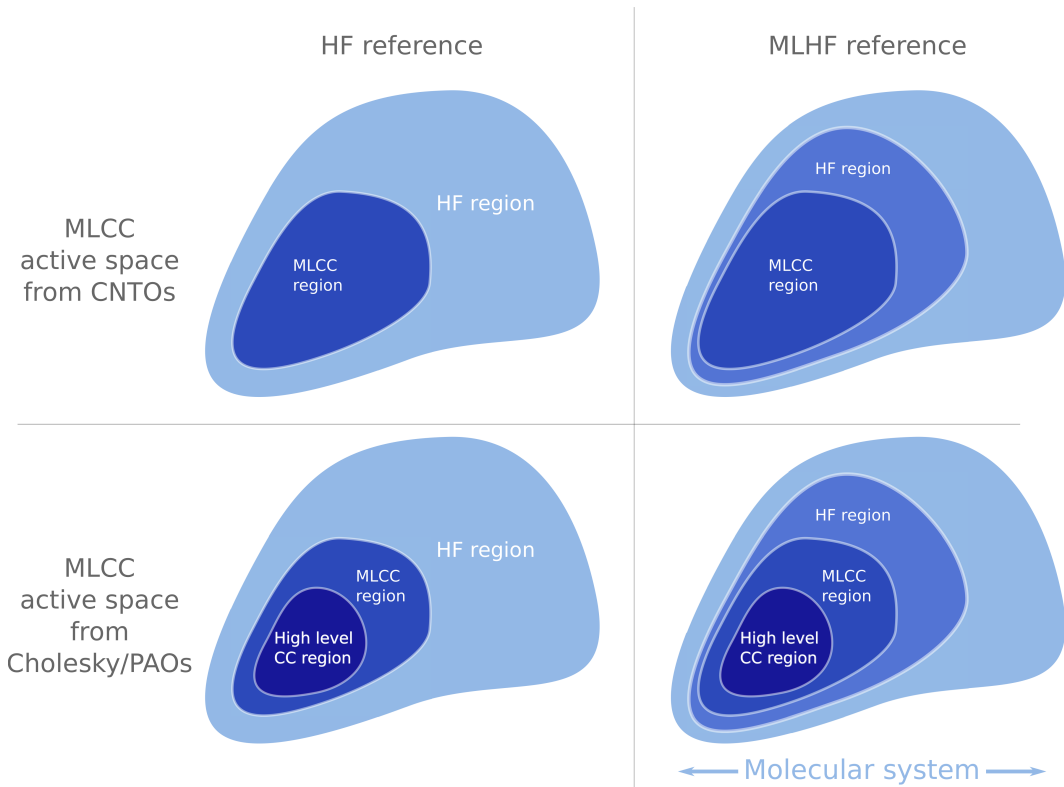 HF reference
MLHF reference
MLCC
active space
from CNTOs
HF region
MLCC
region
HF region
MLCC
region
MLCC
active space
from
Cholesky/PAOs
HF region
MLCC
region
High level
CC region
HF region
MLCC
region
High level
CC region
Molecular system